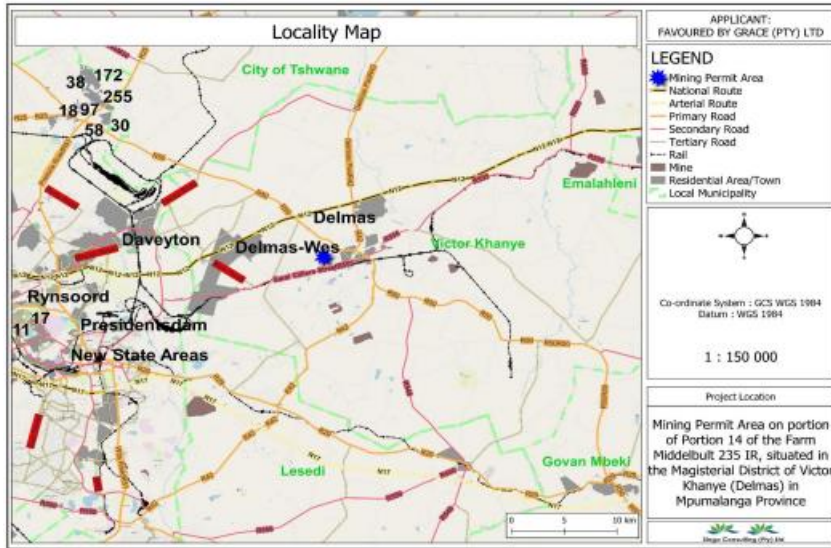 Locality Map
172
38
City of Tshwane
255
18 97
58 30
Emalahleni
Delmas
Daveyton
Delmas-Wes
Victor Khanye
Rynsoord
17
11
Presidentsdam
New State Areas
N12
N17
Lesedi
Govan Mbeki
0 5 10 km
APPLICANT:
FAVOURED BY GRACE (PTY) LTD
LEGEND
Mining Permit Area
National Route
Arterial Route
Primary Road
Secondary Road
Tertiary Road
Rail
Mine
Residential Area/Town
Local Municipality
Co-ordinate System : GCS WGS 1984
Datum : WGS 1984
1 : 150 000
Project Location
Mining Permit Area on portion
of Portion 14 of the Farm
Middelbult 235 IR, situated in
the Magisterial District of Victor
Khanye (Delmas) in
Mpumalanga Province